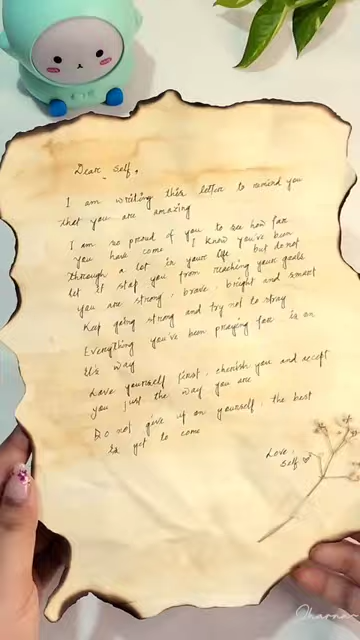 Dear self,
I am writing this letter to remind you
that you are amazing
I am so proud of you to see how far
you have come I know you've been
through a lot in your life but do not
let it stop you from reaching your goals
you are strong, brave, bright and smart
Keep going strong and try not to stray
Everything you've been praying for is on
its way
Love yourself first, cherish you and accept
you just the way you are
Do not give up on yourself, the best
is yet to come
Love,
Self